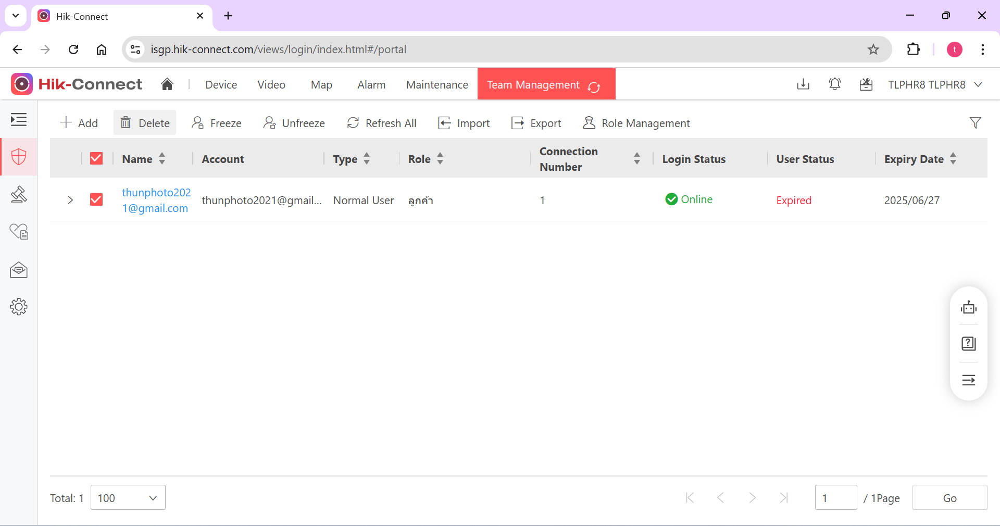 Hik-Connect
isgp.hik-connect.com/views/login/index.html#/portal
t
Hik-Connect
Device
Video
Map
Alarm
Maintenance
Team Management
TLPHR8 TLPHR8
Add
Delete
Freeze
Unfreeze
Refresh All
Import
Export
Role Management
Name
Account
Type
Role
Connection
Number
Login Status
User Status
Expiry Date
thunphoto202
1@gmail.com
thunphoto2021@gmail...
Normal User
ลูกค้า
1
Online
Expired
2025/06/27
Total: 1
100
1
/ 1Page
Go